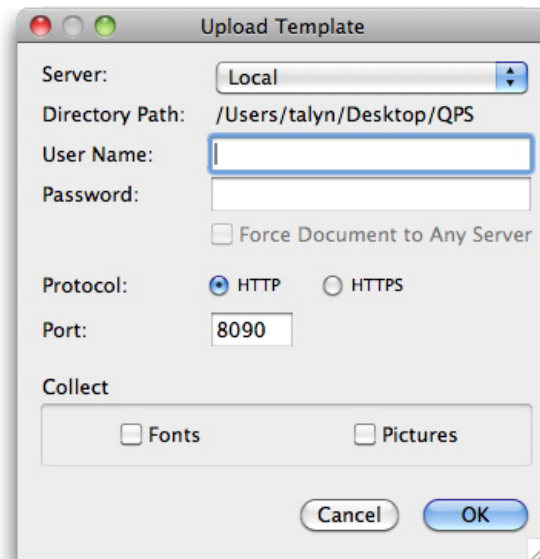 Upload Template
Server: Local
Directory Path: /Users/talyn/Desktop/QPS
User Name:
Password:
Force Document to Any Server
Protocol: HTTP HTTPS
Port: 8090
Collect
Fonts Pictures
Cancel OK